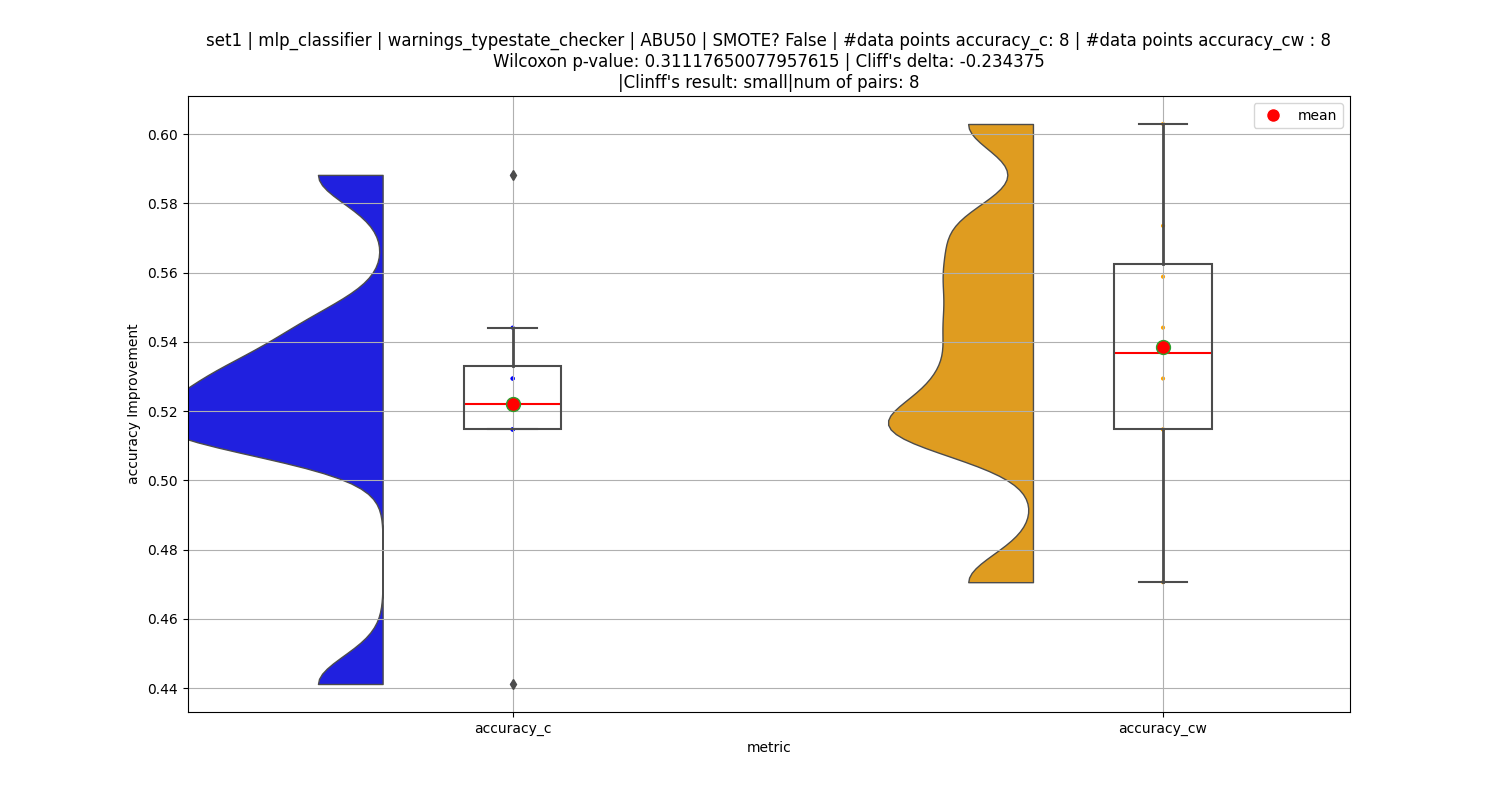 set1 | mlp_classifier | warnings_typestate_checker | ABU50 | SMOTE? False | #data points accuracy_c: 8 | #data points accuracy_cw : 8
Wilcoxon p-value: 0.31117650077957615 | Cliff's delta: -0.234375
|Clinff's result: small|num of pairs: 8
mean
0.60
0.58
0.56
0.54
0.52
0.50
0.48
0.46
0.44
accuracy Improvement
accuracy_c
accuracy_cw
metric